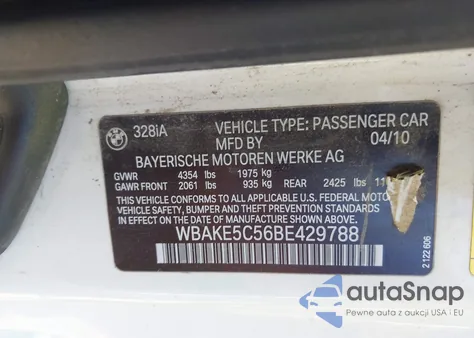 BMW
328iA VEHICLE TYPE: PASSENGER CAR
MFD BY 04/10
BAYERISCHE MOTOREN WERKE AG
GVWR 4354 lbs 1975 kg
GAWR FRONT 2061 lbs 935 kg REAR 2425 lbs
THIS VEHICLE CONFORMS TO ALL APPLICABLE U.S. FEDERAL MOTOR
VEHICLE SAFETY, BUMPER, AND THEFT PREVENTION STANDARDS
IN EFFECT ON THE DATE OF MANUFACTURE SHOWN ABOVE.
WBAKE5C56BE429788
2 122 606
autoSnap
Pewne auta z aukcji USA i EU